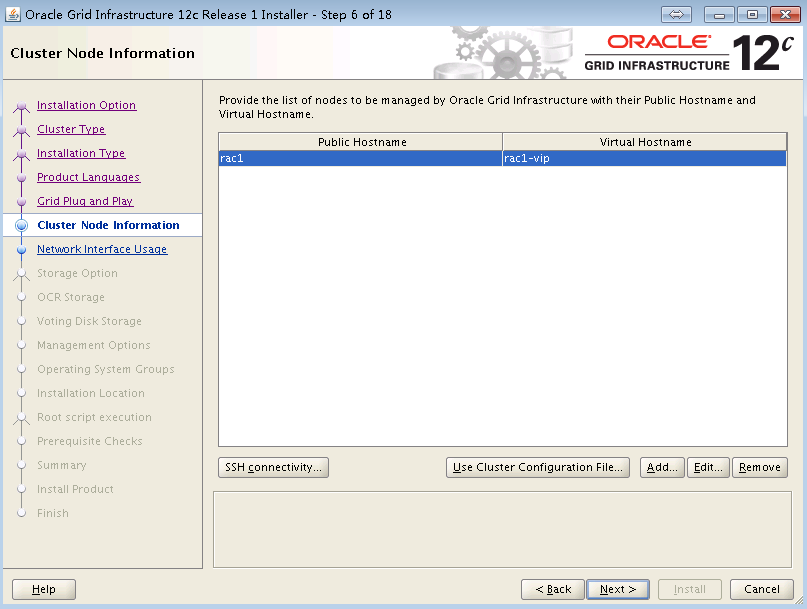 Oracle Grid Infrastructure 12c Release 1 Installer - Step 6 of 18
Cluster Node Information
ORACLE
GRID INFRASTRUCTURE 12c
Installation Option
Cluster Type
Installation Type
Product Languages
Grid Plug and Play
Cluster Node Information
Network Interface Usage
Storage Option
OCR Storage
Voting Disk Storage
Management Options
Operating System Groups
Installation Location
Root script execution
Prerequisite Checks
Summary
Install Product
Finish
Provide the list of nodes to be managed by Oracle Grid Infrastructure with their Public Hostname and
Virtual Hostname.
Public Hostname Virtual Hostname
rac1 rac1-vip
SSH connectivity... Use Cluster Configuration File... Add... Edit... Remove
Help < Back Next > Install Cancel